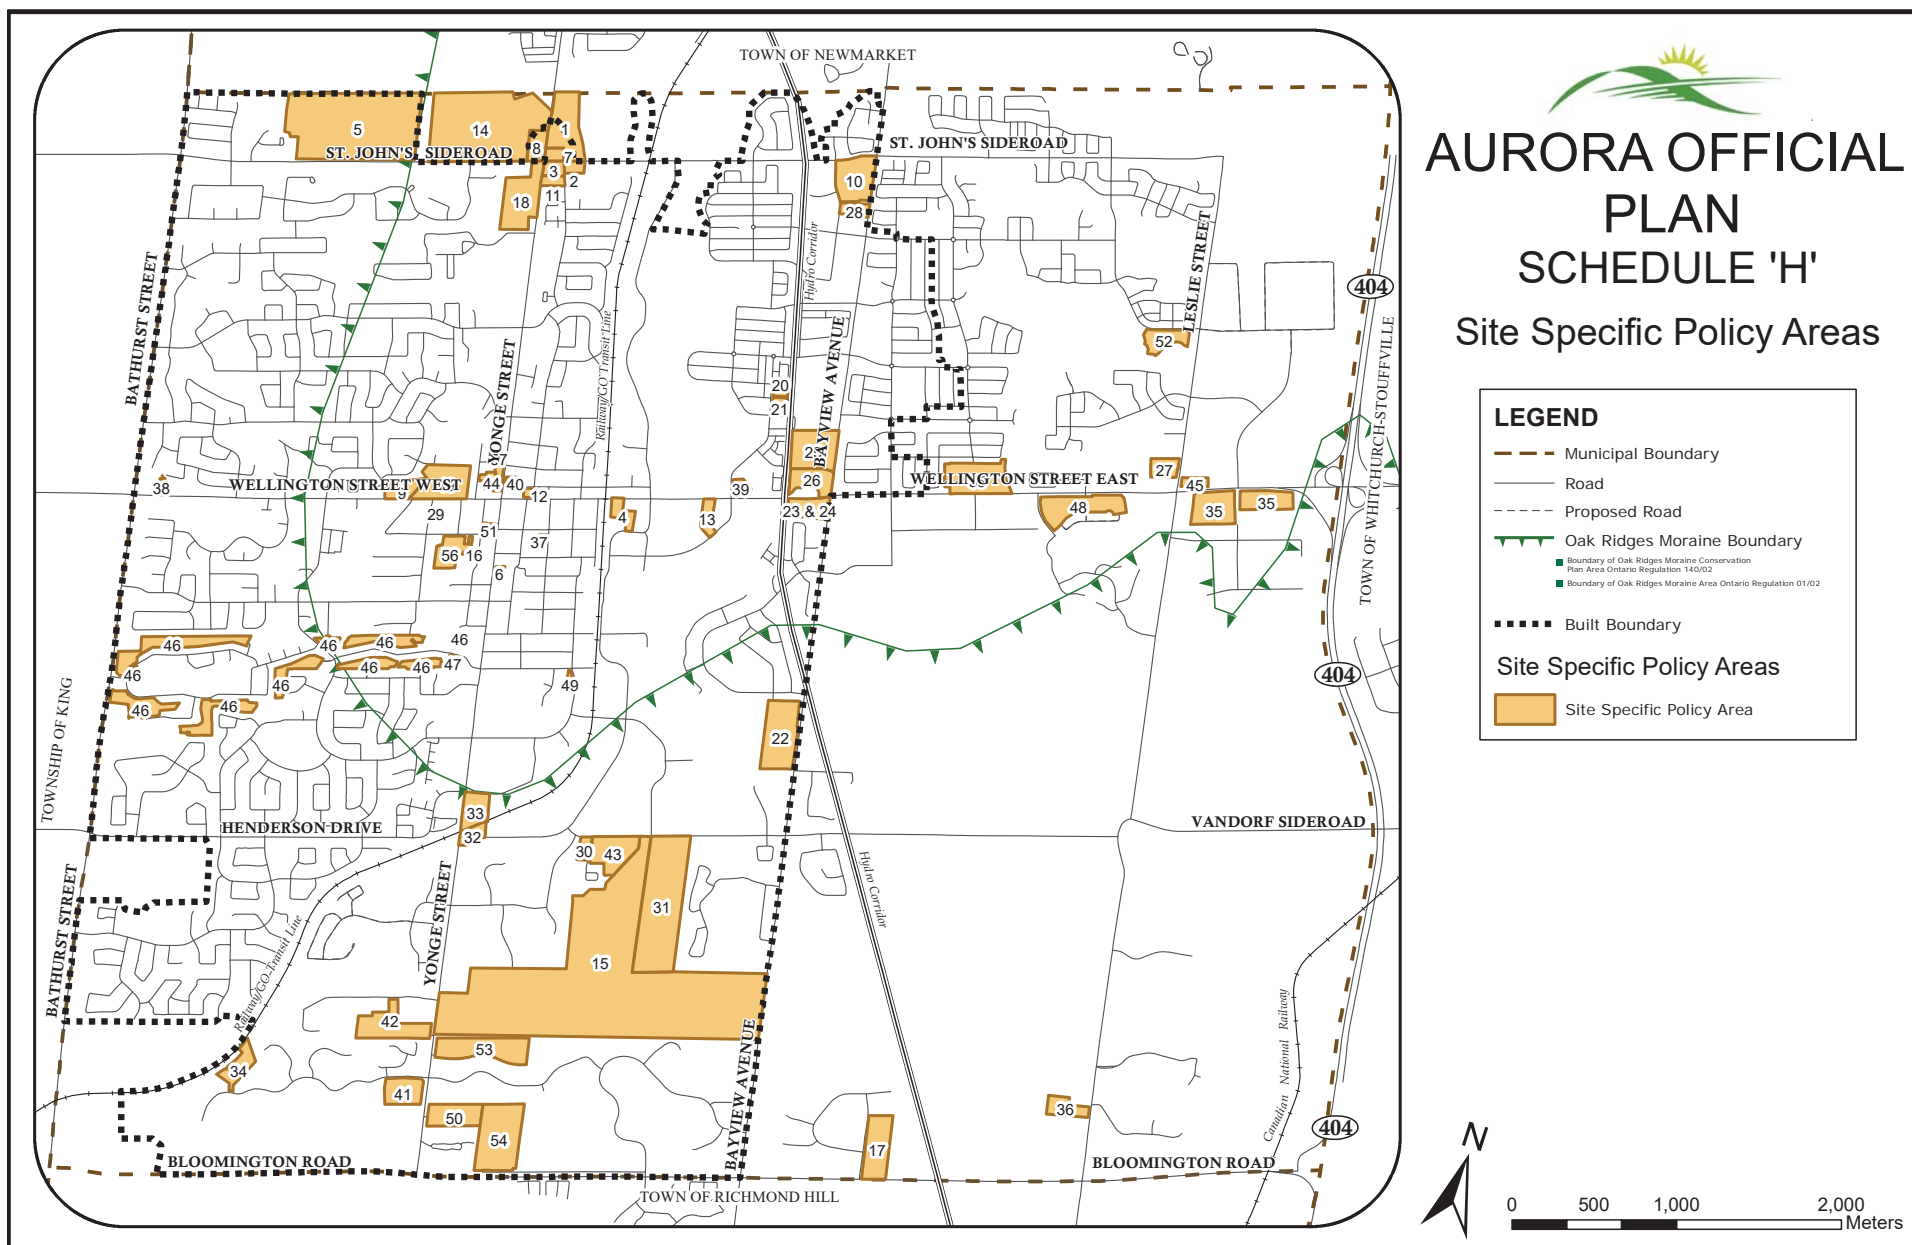 TOWN OF NEWMARKET
5
14
1
ST. JOHN'S SIDEROAD
8
7
3
2
11
18
ST. JOHN'S SIDEROAD
10
28
Hydro Corridor
LESLIE STREET
404
BATHURST STREET
YONGE STREET
Railway/GO Transit Line
BAYVIEW AVENUE
TOWN OF WHITCHURCH-STOUFFVILLE
52
20
21
26
38
WELLINGTON STREET WEST
9
44
40
12
39
WELLINGTON STREET EAST
27
45
29
4
13
23 & 24
48
35
35
51
37
56
16
6
46
46
46
46
46
46
46
47
46
49
46
46
404
TOWNSHIP OF KING
22
33
HENDERSON DRIVE
32
VANDORF SIDEROAD
30
43
31
Hydro Corridor
BATHURST STREET
YONGE STREET
Railway/GO Transit Line
15
42
53
BAYVIEW AVENUE
Canadian National Railway
34
41
50
54
36
17
404
BLOOMINGTON ROAD
BLOOMINGTON ROAD
TOWN OF RICHMOND HILL
AURORA OFFICIAL
PLAN
SCHEDULE 'H'
Site Specific Policy Areas
LEGEND
Municipal Boundary
Road
Proposed Road
Oak Ridges Moraine Boundary
Boundary of Oak Ridges Moraine Conservation
Plan Area Ontario Regulation 140/02
Boundary of Oak Ridges Moraine Area Ontario Regulation 01/02
Built Boundary
Site Specific Policy Areas
Site Specific Policy Area
N
0 500 1,000 2,000
Meters